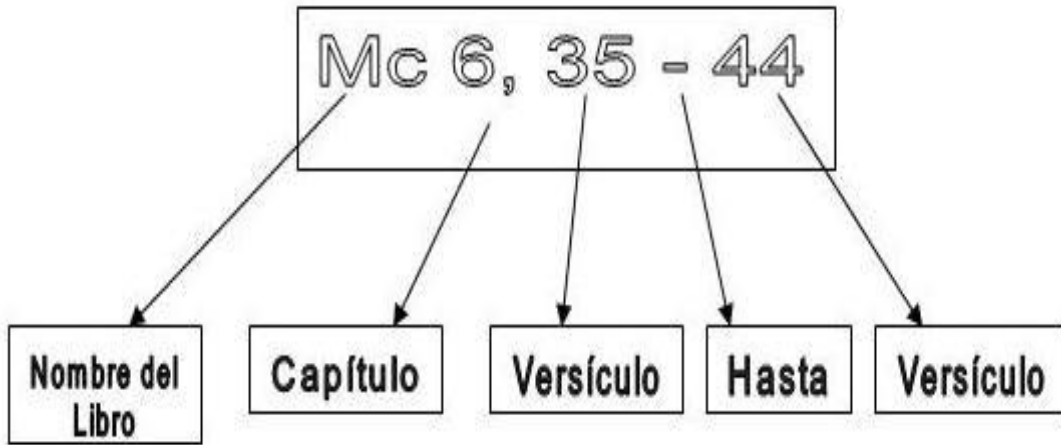 Mc 6, 35 - 44
Nombre del
Libro
Capítulo
Versículo
Hasta
Versículo